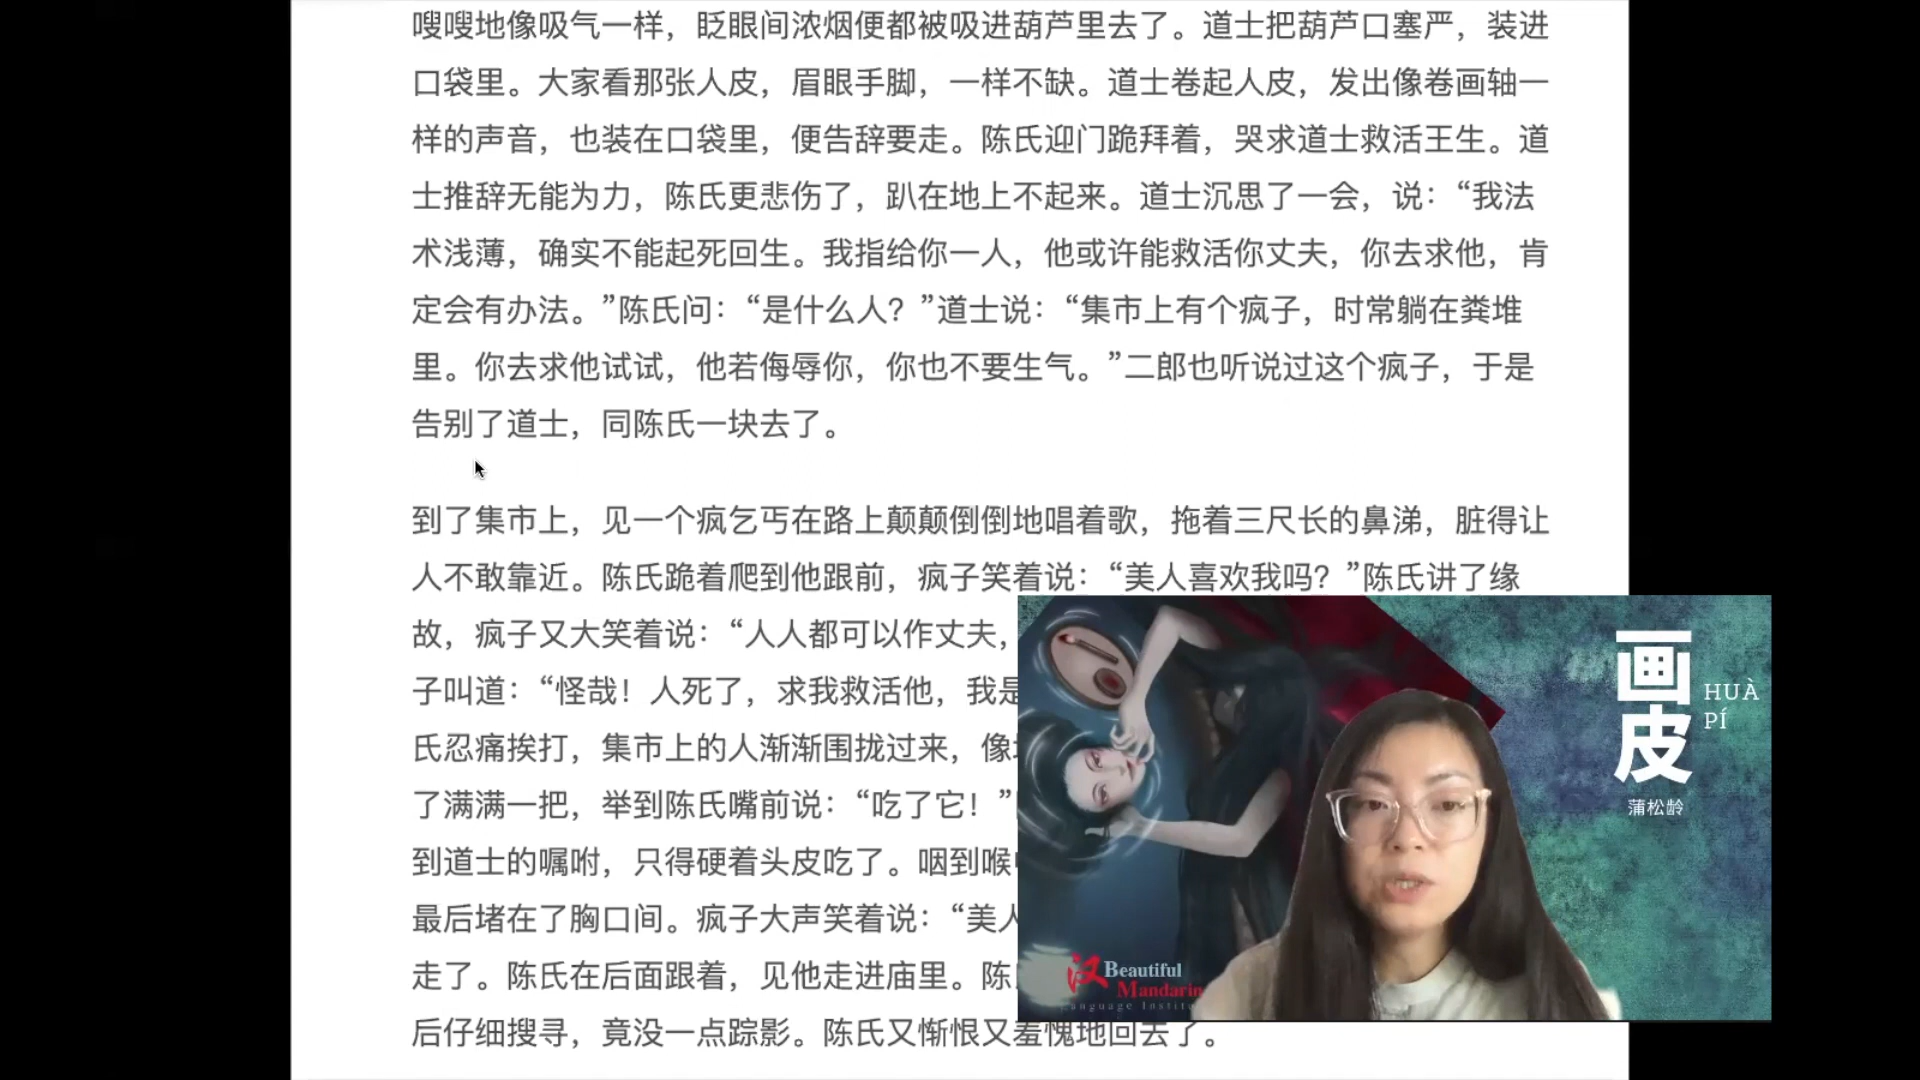 嗖嗖地像吸气一样，眨眼间浓烟便都被吸进葫芦里去了。道士把葫芦口塞严，装进
口袋里。大家看那张人皮，眉眼手脚，一样不缺。道士卷起人皮，发出像卷画轴一
样的声音，也装在口袋里，便告辞要走。陈氏迎门跪拜着，哭求道士救活王生。道
士推辞无能为力，陈氏更悲伤了，趴在地上不起来。道士沉思了一会，说：“我法
术浅薄，确实不能起死回生。我指给你一人，他或许能救活你丈夫，你去求他，肯
定会有办法。”陈氏问：“是什么人？”道士说：“集市上有个疯子，时常躺在粪堆
里。你去求他试试，他若侮辱你，你也不要生气。”二郎也听说过这个疯子，于是
告别了道士，同陈氏一块去了。
到了集市上，见一个疯乞丐在路上颠颠倒倒地唱着歌，拖着三尺长的鼻涕，脏得让
人不敢靠近。陈氏跪着爬到他跟前，疯子笑着说：“美人喜欢我吗？”陈氏讲了缘
故，疯子又大笑着说：“人人都可以作丈夫，
子叫道：“怪哉！人死了，求我救活他，我是
氏忍痛挨打，集市上的人渐渐围拢过来，像
了满满一把，举到陈氏嘴前说：“吃了它！”
到道士的嘱咐，只得硬着头皮吃了。咽到喉
最后堵在了胸口间。疯子大声笑着说：“美人
走了。陈氏在后面跟着，见他走进庙里。陈
后仔细搜寻，竟没一点踪影。陈氏又惭恨又羞愧地回去了。
画皮
HUÀ
PÍ
蒲松龄
汉 Beautiful
Mandarin